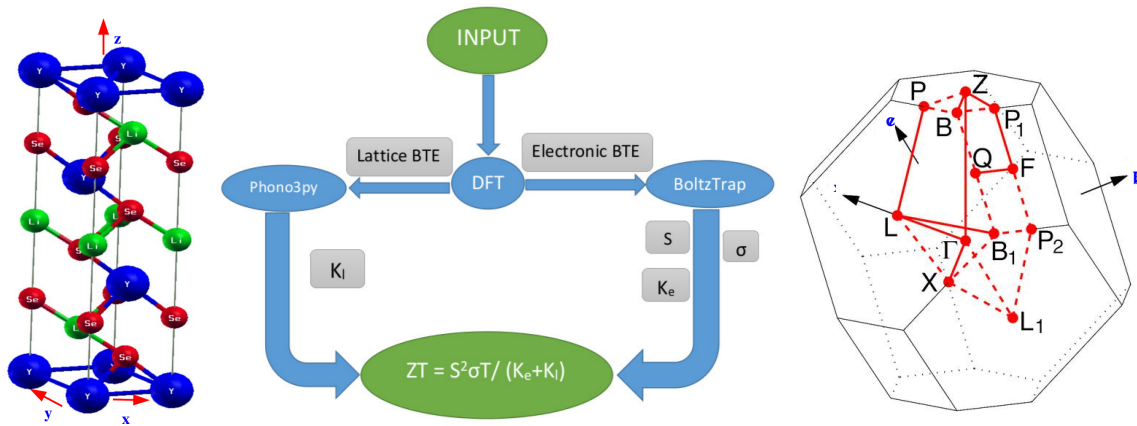 z
Y
Y
Y
Y
Li
Se
Se
Se
Se
Y
Se
Li
Li
Li
Se
Y
Se
Se
Se
Li
Se
Y
Y
Y
y
x
INPUT
Lattice BTE
Electronic BTE
Phono3py
DFT
BoltzTrap
S
σ
Kₗ
Kₑ
ZT = S²σT/ (Kₑ+Kₗ)
P
Z
B
P₁
Q
F
L
Γ
B₁
P₂
X
L₁